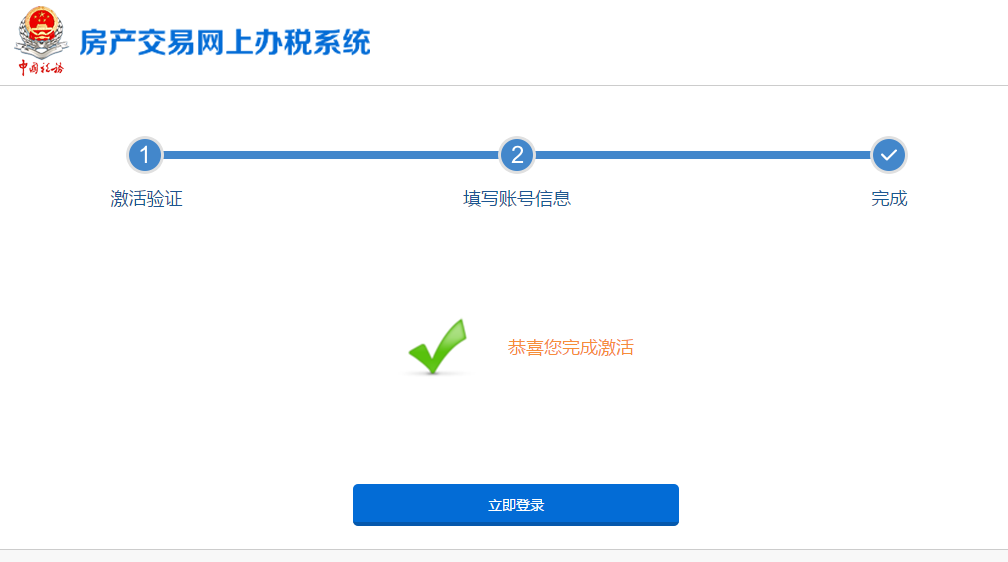 房产交易网上办税系统
中国税务
1
2
激活验证
填写账号信息
完成
恭喜您完成激活
立即登录